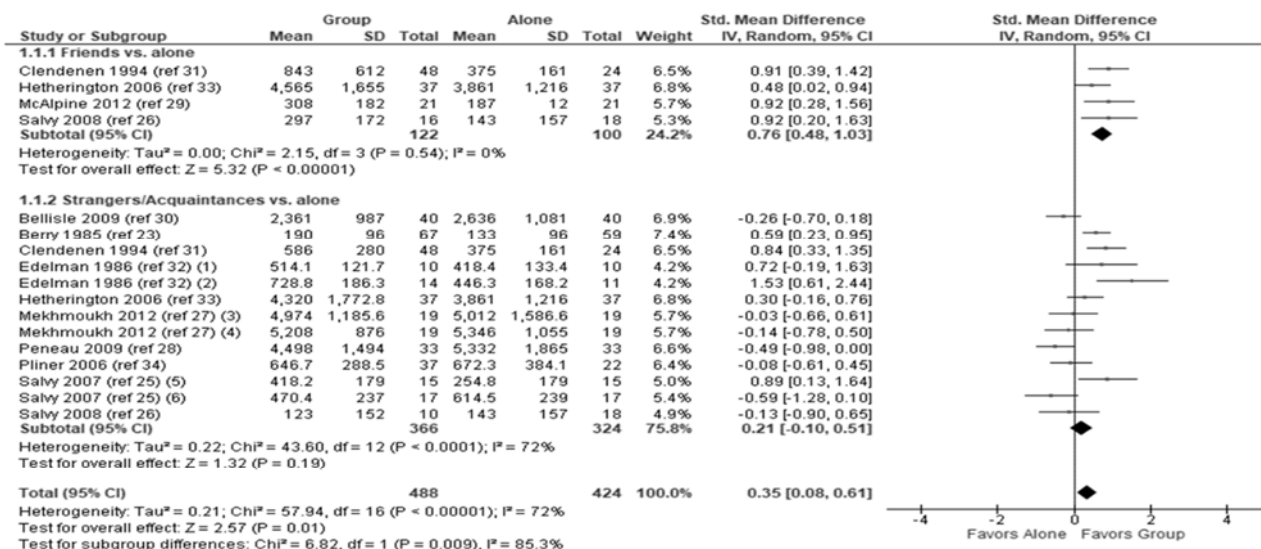 Group Alone Std. Mean Difference Std. Mean Difference
Study or Subgroup Mean SD Total Mean SD Total Weight IV, Random, 95% CI IV, Random, 95% CI
1.1.1 Friends vs. alone
Clendenen 1994 (ref 31) 843 612 48 375 161 24 6.5% 0.91 [0.39, 1.42]
Hetherington 2006 (ref 33) 4,565 1,655 37 3,861 1,216 37 7.0% 0.48 [0.02, 0.94]
McAlpine 2012 (ref 29) 308 182 21 187 12 21 5.7% 0.92 [0.28, 1.56]
Salvy 2008 (ref 26) 297 172 16 143 157 18 5.3% 0.92 [0.20, 1.63]
Subtotal (95% CI) 122 100 24.2% 0.76 [0.48, 1.03]
Heterogeneity: Tau² = 0.00; Chi² = 2.15, df = 3 (P = 0.54); I² = 0%
Test for overall effect: Z = 5.32 (P < 0.00001)
1.1.2 Strangers/Acquaintances vs. alone
Bellisle 2009 (ref 30) 2,361 987 40 2,636 1,081 40 6.9% -0.26 [-0.70, 0.18]
Berry 1985 (ref 23) 190 96 67 133 96 59 7.4% 0.59 [0.23, 0.95]
Clendenen 1994 (ref 31) 586 280 48 375 161 24 6.5% 0.84 [0.33, 1.35]
Edelman 1986 (ref 32) (1) 514.1 121.7 10 418.4 133.4 10 4.2% 0.72 [-0.19, 1.63]
Edelman 1986 (ref 32) (2) 728.8 186.3 14 446.3 168.2 11 4.2% 1.53 [0.61, 2.44]
Hetherington 2006 (ref 33) 4,320 1,772.8 37 3,861 1,216 37 7.0% 0.30 [-0.16, 0.76]
Mekhmoukh 2012 (ref 27) (3) 4,974 1,185.6 19 5,012 1,586.6 19 5.7% -0.03 [-0.66, 0.61]
Mekhmoukh 2012 (ref 27) (4) 5,208 876 19 5,346 1,055 19 5.7% -0.14 [-0.78, 0.50]
Peneau 2009 (ref 28) 4,498 1,494 33 5,332 1,865 33 6.6% -0.49 [-0.98, 0.00]
Pliner 2006 (ref 34) 646.7 288.5 37 672.3 384.1 22 6.4% -0.08 [-0.61, 0.45]
Salvy 2007 (ref 25) (5) 418.2 179 15 254.8 179 15 5.0% 0.89 [0.13, 1.64]
Salvy 2007 (ref 25) (6) 470.4 237 17 614.5 239 17 5.4% -0.59 [-1.28, 0.10]
Salvy 2008 (ref 26) 123 152 10 143 157 18 4.9% -0.13 [-0.90, 0.65]
Subtotal (95% CI) 366 324 75.8% 0.21 [-0.10, 0.51]
Heterogeneity: Tau² = 0.22; Chi² = 43.60, df = 12 (P < 0.0001); I² = 72%
Test for overall effect: Z = 1.32 (P = 0.19)
Total (95% CI) 488 424 100.0% 0.35 [0.08, 0.61]
Heterogeneity: Tau² = 0.21; Chi² = 57.94, df = 16 (P < 0.00001); I² = 72%
Test for overall effect: Z = 2.57 (P = 0.01)
Test for subgroup differences: Chi² = 6.82, df = 1 (P = 0.009), I² = 85.3%
-4 -2 0 2 4
Favors Alone Favors Group